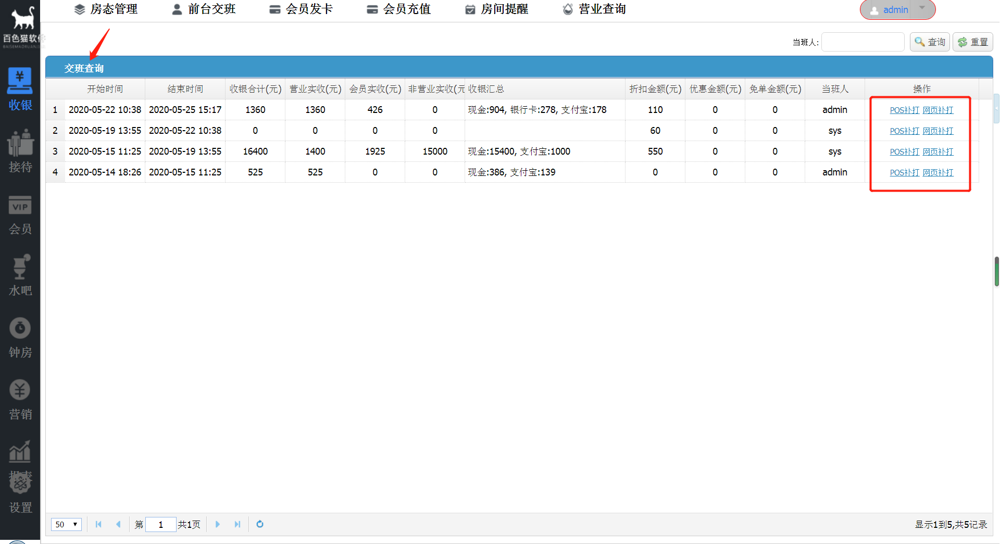 房态管理 前台交班 会员发卡 会员充值 房间提醒 营业查询 admin
百色猫软件
BAISEMAORUANJIAN
当班人: 查询 重置
交班查询
开始时间 结束时间 收银合计(元) 营业实收(元) 会员实收(元) 非营业实收(元 收银汇总 折扣金额(元) 优惠金额(元) 免单金额(元) 当班人 操作
1 2020-05-22 10:38 2020-05-25 15:17 1360 1360 426 0 现金:904, 银行卡:278, 支付宝:178 110 0 0 admin POS补打 网页补打
2 2020-05-19 13:55 2020-05-22 10:38 0 0 0 0 60 0 0 sys POS补打 网页补打
3 2020-05-15 11:25 2020-05-19 13:55 16400 1400 1925 15000 现金:15400, 支付宝:1000 550 0 0 sys POS补打 网页补打
4 2020-05-14 18:26 2020-05-15 11:25 525 525 0 0 现金:386, 支付宝:139 0 0 0 admin POS补打 网页补打
收银
接待
VIP
会员
水吧
钟房
营销
报表
设置
50 第 1 共1页 显示1到5,共5记录